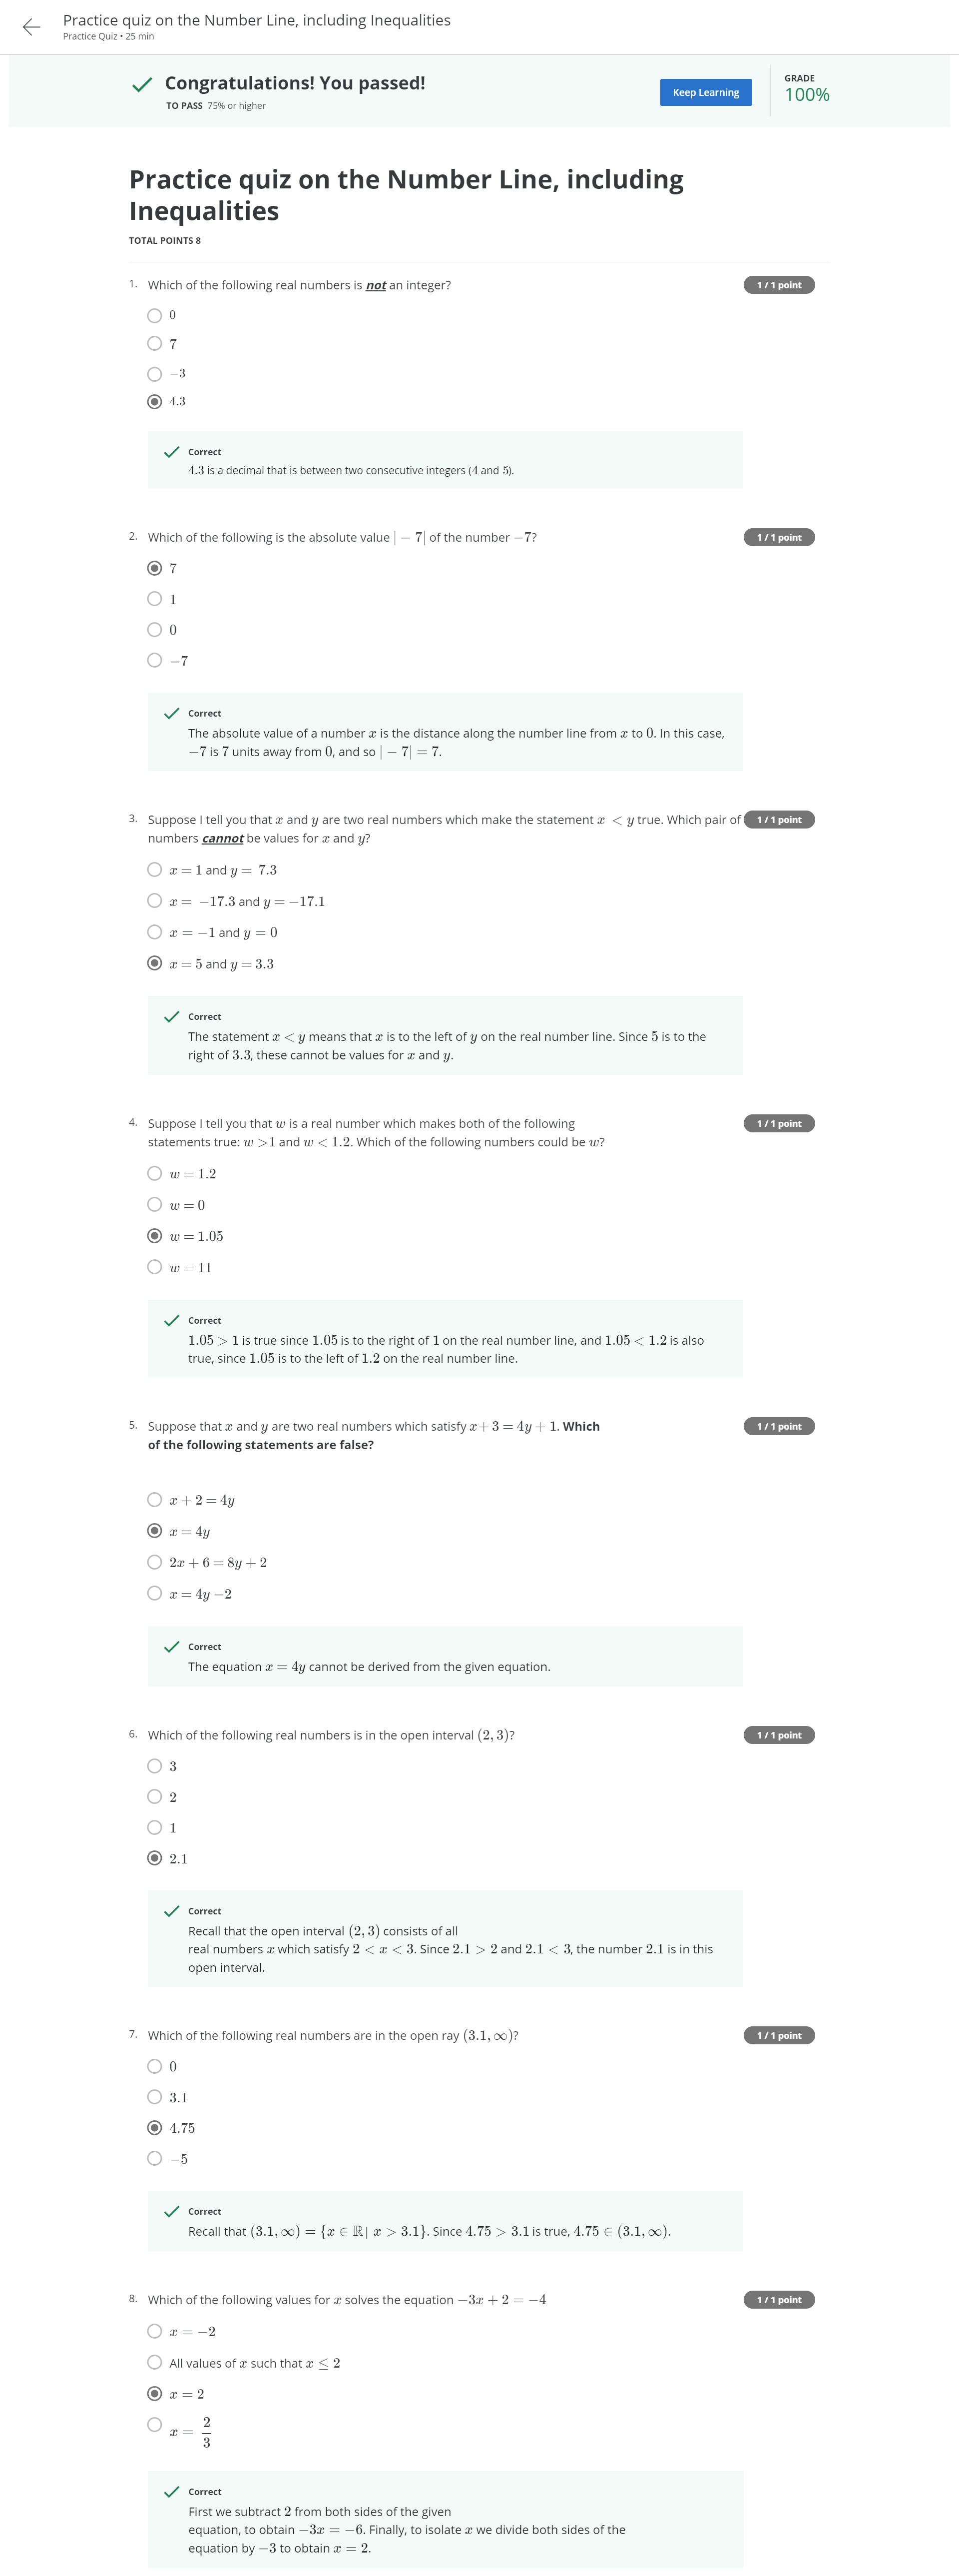 Practice quiz on the Number Line, including Inequalities
Practice Quiz • 25 min
Congratulations! You passed!
TO PASS 75% or higher
Keep Learning
GRADE
100%
Practice quiz on the Number Line, including
Inequalities
TOTAL POINTS 8
1. Which of the following real numbers is not an integer?
1 / 1 point
0
7
−3
4.3
Correct
4.3 is a decimal that is between two consecutive integers (4 and 5).
2. Which of the following is the absolute value | − 7| of the number −7?
1 / 1 point
7
1
0
−7
Correct
The absolute value of a number x is the distance along the number line from x to 0. In this case,
−7 is 7 units away from 0, and so | − 7| = 7.
3. Suppose I tell you that x and y are two real numbers which make the statement x < y true. Which pair of
1 / 1 point
numbers cannot be values for x and y?
x = 1 and y = 7.3
x = −17.3 and y = −17.1
x = −1 and y = 0
x = 5 and y = 3.3
Correct
The statement x < y means that x is to the left of y on the real number line. Since 5 is to the
right of 3.3, these cannot be values for x and y.
4. Suppose I tell you that w is a real number which makes both of the following
1 / 1 point
statements true: w >1 and w < 1.2. Which of the following numbers could be w?
w = 1.2
w = 0
w = 1.05
w = 11
Correct
1.05 > 1 is true since 1.05 is to the right of 1 on the real number line, and 1.05 < 1.2 is also
true, since 1.05 is to the left of 1.2 on the real number line.
5. Suppose that x and y are two real numbers which satisfy x+ 3 = 4y + 1. Which
1 / 1 point
of the following statements are false?
x + 2 = 4y
x = 4y
2x + 6 = 8y + 2
x = 4y −2
Correct
The equation x = 4y cannot be derived from the given equation.
6. Which of the following real numbers is in the open interval (2, 3)?
1 / 1 point
3
2
1
2.1
Correct
Recall that the open interval (2, 3) consists of all
real numbers x which satisfy 2 < x < 3. Since 2.1 > 2 and 2.1 < 3, the number 2.1 is in this
open interval.
7. Which of the following real numbers are in the open ray (3.1, ∞)?
1 / 1 point
0
3.1
4.75
−5
Correct
Recall that (3.1, ∞) = {x ∈ ℝ| x > 3.1}. Since 4.75 > 3.1 is true, 4.75 ∈ (3.1, ∞).
8. Which of the following values for x solves the equation −3x + 2 = −4
1 / 1 point
x = −2
All values of x such that x ≤ 2
x = 2
x = 2/3
Correct
First we subtract 2 from both sides of the given
equation, to obtain −3x = −6. Finally, to isolate x we divide both sides of the
equation by −3 to obtain x = 2.